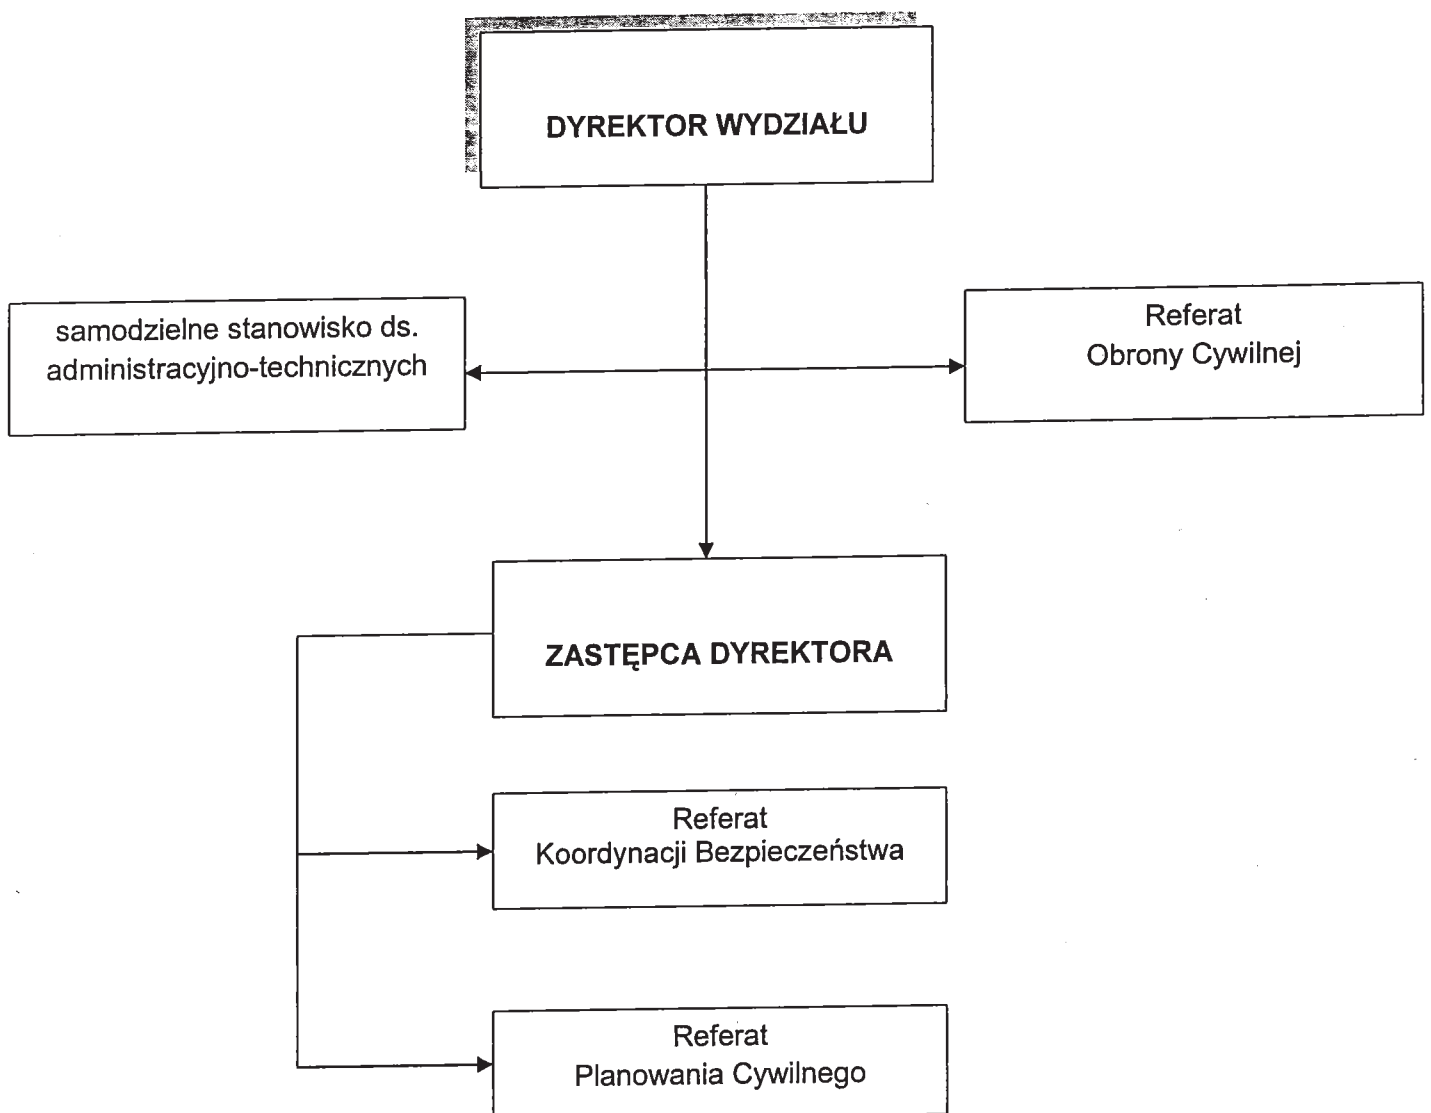 DYREKTOR WYDZIAŁU
samodzielne stanowisko ds.
administracyjno-technicznych
Referat
Obrony Cywilnej
ZASTĘPCA DYREKTORA
Referat
Koordynacji Bezpieczeństwa
Referat
Planowania Cywilnego